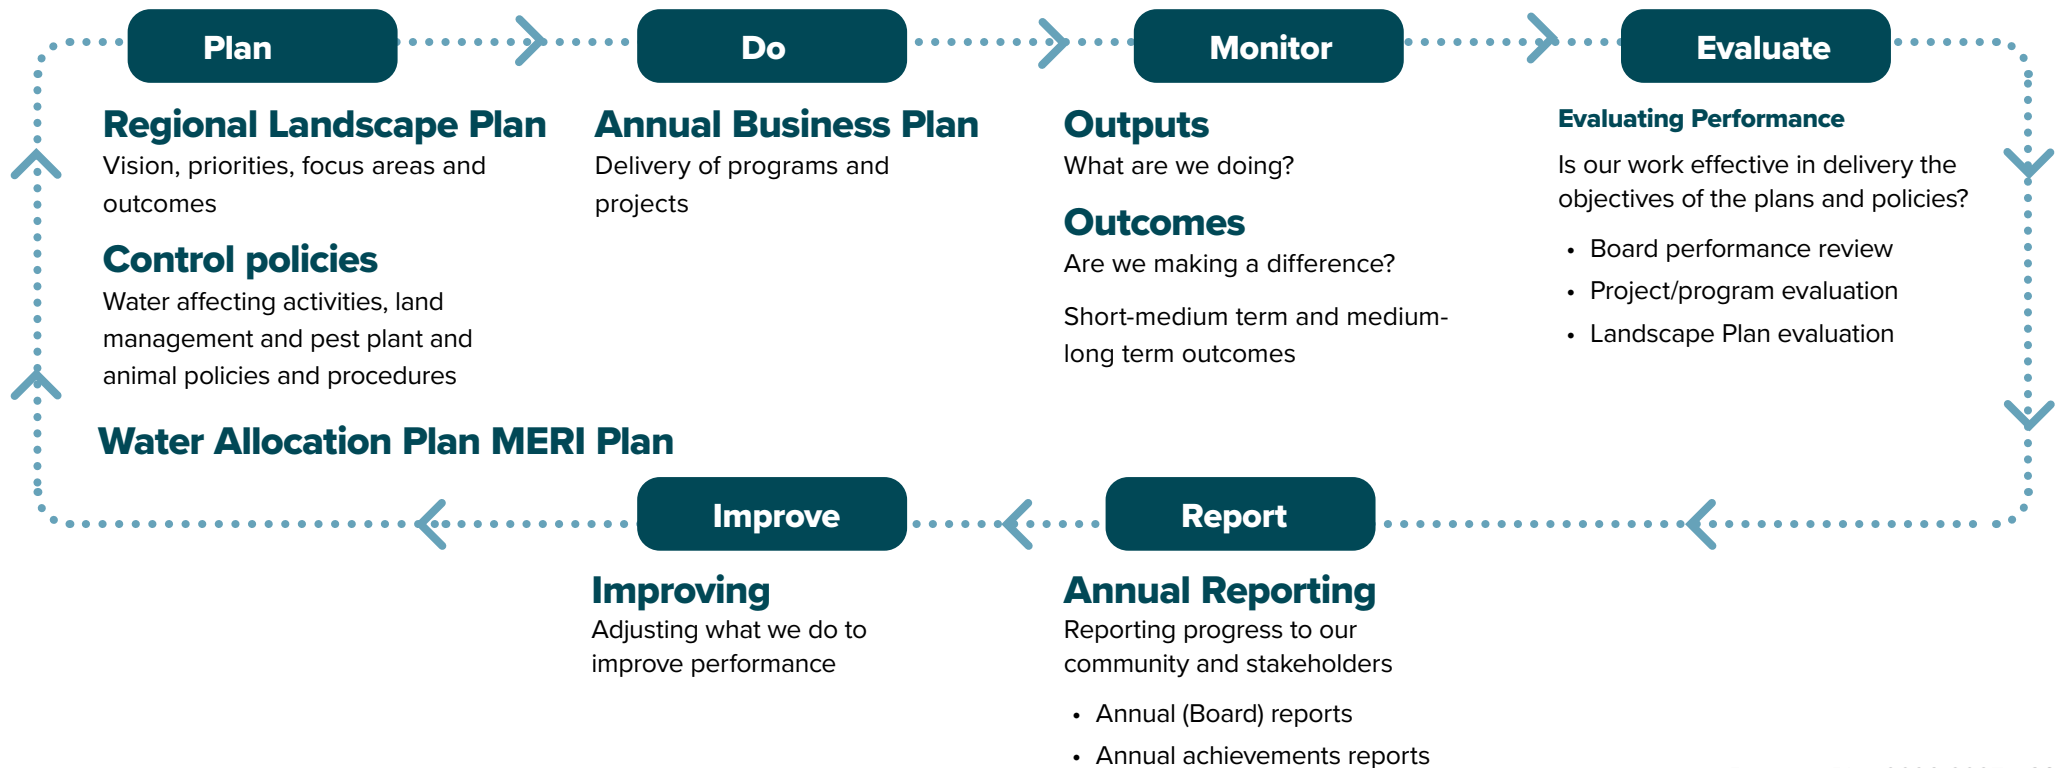 Plan
Do
Monitor
Evaluate
Regional Landscape Plan
Vision, priorities, focus areas and
outcomes
Control policies
Water affecting activities, land
management and pest plant and
animal policies and procedures
Water Allocation Plan MERI Plan
Annual Business Plan
Delivery of programs and
projects
Outputs
What are we doing?
Outcomes
Are we making a difference?
Short-medium term and medium-
long term outcomes
Evaluating Performance
Is our work effective in delivery the
objectives of the plans and policies?
• Board performance review
• Project/program evaluation
• Landscape Plan evaluation
Improve
Report
Improving
Adjusting what we do to
improve performance
Annual Reporting
Reporting progress to our
community and stakeholders
• Annual (Board) reports
• Annual achievements reports